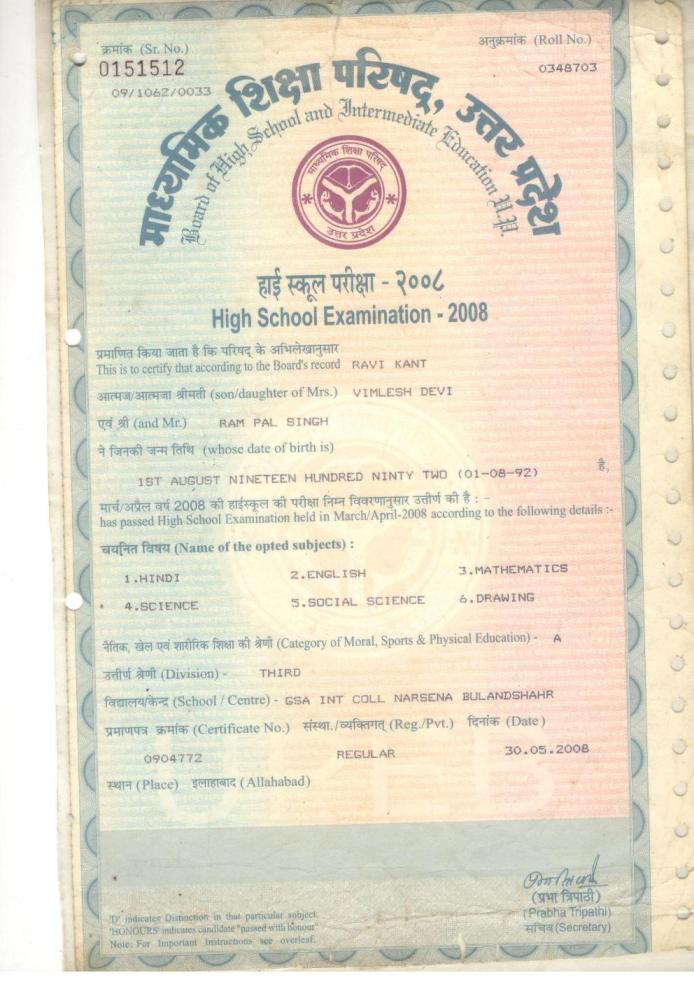 क्रमांक (Sr. No.)
अनुक्रमांक (Roll No.)
0151512
0348703
09/1062/0033
माध्यमिक शिक्षा परिषद्, उत्तर प्रदेश
Board of High School and Intermediate Education U.P.
माध्यमिक शिक्षा परिषद
उत्तर प्रदेश
हाई स्कूल परीक्षा - २००८
High School Examination - 2008
प्रमाणित किया जाता है कि परिषद् के अभिलेखानुसार
This is to certify that according to the Board's record RAVI KANT
आत्मज/आत्मजा श्रीमती (son/daughter of Mrs.) VIMLESH DEVI
एवं श्री (and Mr.) RAM PAL SINGH
ने जिनकी जन्म तिथि (whose date of birth is)
1ST AUGUST NINETEEN HUNDRED NINTY TWO (01-08-92) है,
मार्च/अप्रैल वर्ष 2008 की हाईस्कूल की परीक्षा निम्न विवरणानुसार उत्तीर्ण की है : -
has passed High School Examination held in March/April-2008 according to the following details :-
चयनित विषय (Name of the opted subjects) :
1.HINDI 2.ENGLISH 3.MATHEMATICS
4.SCIENCE 5.SOCIAL SCIENCE 6.DRAWING
नैतिक, खेल एवं शारीरिक शिक्षा की श्रेणी (Category of Moral, Sports & Physical Education) - A
उत्तीर्ण श्रेणी (Division) - THIRD
विद्यालय/केन्द्र (School / Centre) - GSA INT COLL NARSENA BULANDSHAHR
प्रमाणपत्र क्रमांक (Certificate No.) संस्था./व्यक्तिगत् (Reg./Pvt.) दिनांक (Date)
0904772 REGULAR 30.05.2008
स्थान (Place) इलाहाबाद (Allahabad)
UPEB
(प्रभा त्रिपाठी)
(Prabha Tripathi)
सचिव (Secretary)
'D' indicates Distinction in that particular subject.
'HONOURS' indicates candidate "passed with honour"
Note: For Important Instructions see overleaf.